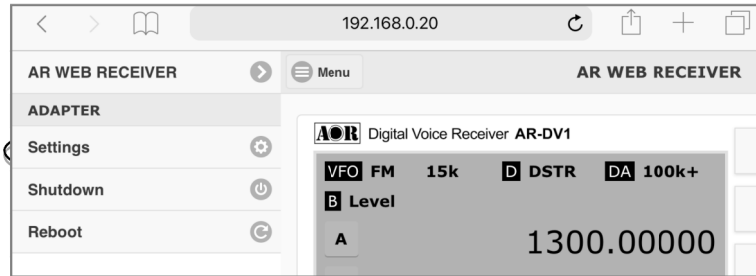 192.168.0.20
AR WEB RECEIVER
Menu
AR WEB RECEIVER
ADAPTER
Settings
Shutdown
Reboot
AOR Digital Voice Receiver AR-DV1
VFO FM 15k D DSTR DA 100k+
B Level
A 1300.00000